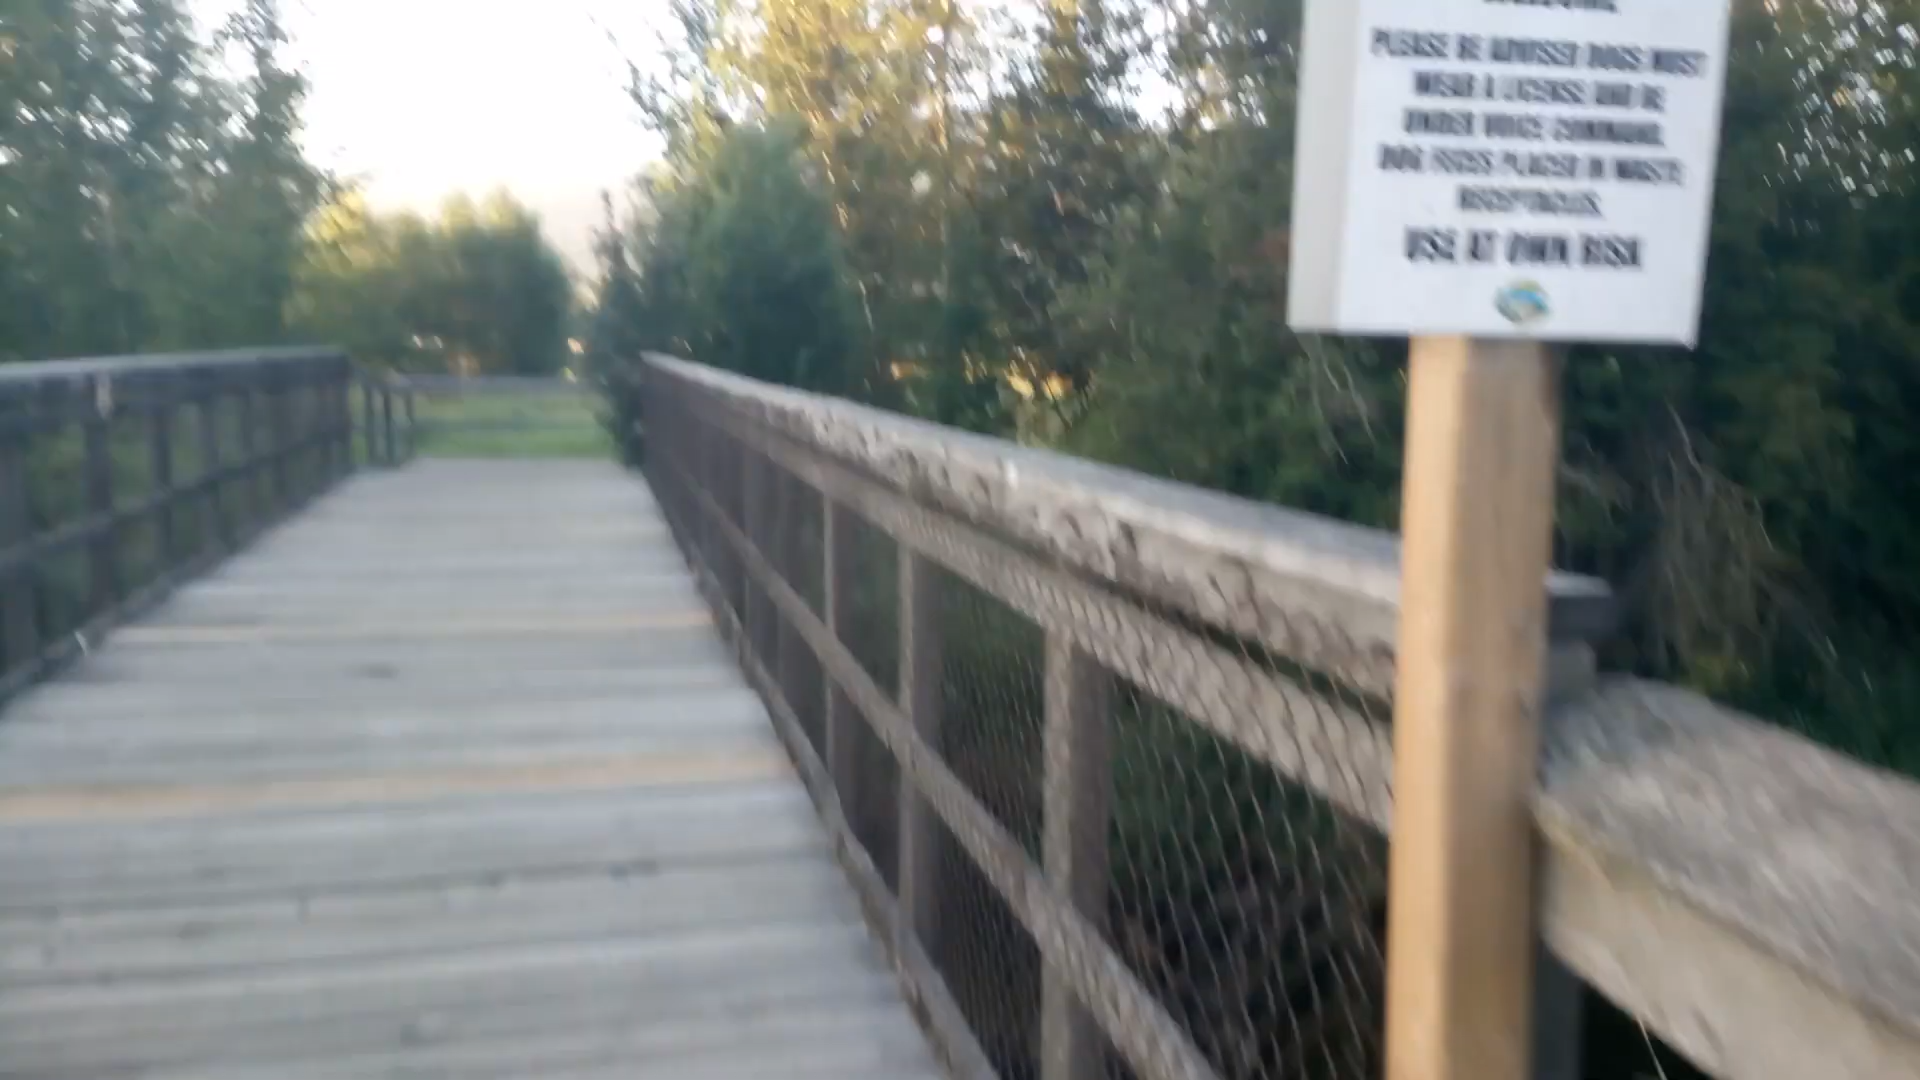 PLEASE BE ADVISED DOGS MUST
WEAR A LICENSE AND BE
UNDER VOICE COMMAND.
DOG FECES PLACED IN WASTE
RECEPTACLES.
USE AT OWN RISK